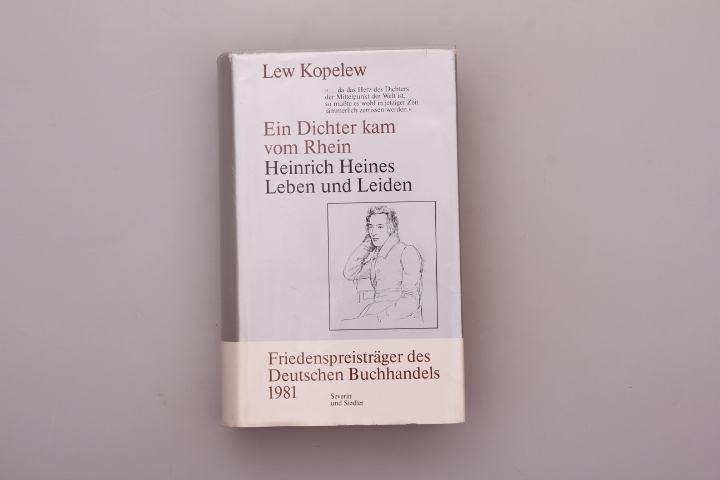 Lew Kopelew
»... da das Herz des Dichters
der Mittelpunkt der Welt ist,
so mußte es wohl in jetziger Zeit
jämmerlich zerrissen werden.«
Ein Dichter kam
vom Rhein
Heinrich Heines
Leben und Leiden
Friedenspreisträger des
Deutschen Buchhandels
1981
Severin
und Siedler